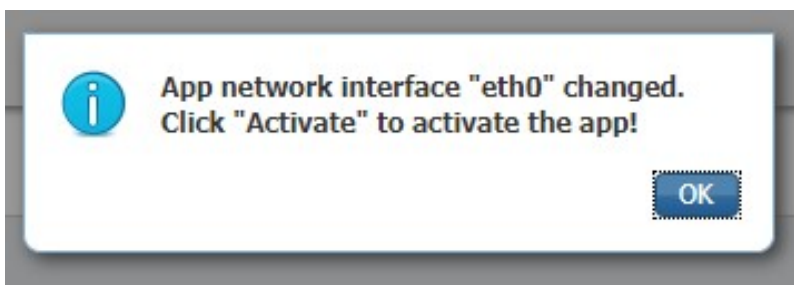 App network interface "eth0" changed.
Click "Activate" to activate the app!
OK